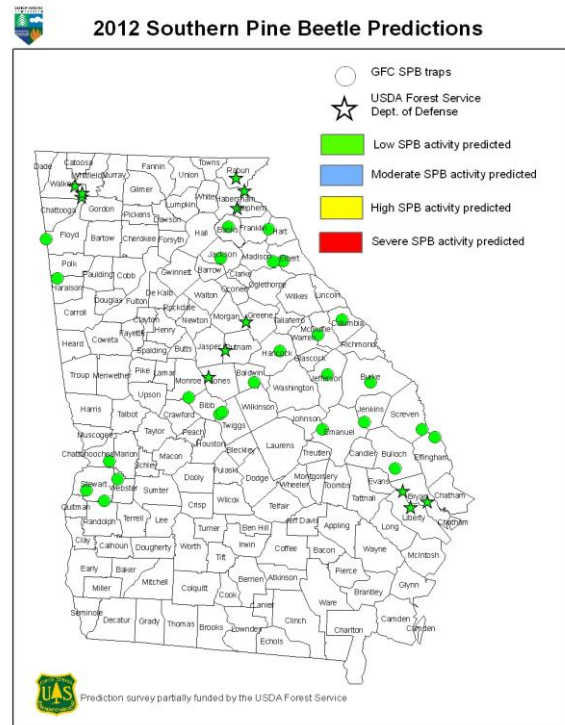 2012 Southern Pine Beetle Predictions
GFC SPB traps
USDA Forest Service
Dept. of Defense
Low SPB activity predicted
Moderate SPB activity predicted
High SPB activity predicted
Severe SPB activity predicted
Dade
Catoosa
Whitfield
Murray
Fannin
Union
Towns
Rabun
Gilmer
White
Habersham
Lumpkin
Chattooga
Gordon
Pickens
Dawson
Hall
Banks
Franklin
Hart
Floyd
Bartow
Cherokee
Forsyth
Jackson
Madison
Elbert
Polk
Paulding
Cobb
Gwinnett
Barrow
Clarke
Oconee
Oglethorpe
Haralson
Douglas
Fulton
De Kalb
Walton
Wilkes
Lincoln
Carroll
Clayton
Rockdale
Newton
Morgan
Greene
Taliaferro
Columbia
Heard
Coweta
Fayette
Henry
Spalding
Butts
Jasper
Putnam
Hancock
Warren
McDuffie
Glascock
Richmond
Troup
Meriwether
Pike
Lamar
Monroe
Jones
Baldwin
Washington
Jefferson
Burke
Harris
Talbot
Upson
Crawford
Bibb
Twiggs
Wilkinson
Johnson
Emanuel
Jenkins
Screven
Muscogee
Taylor
Peach
Houston
Bleckley
Laurens
Treutlen
Candler
Bulloch
Effingham
Chattahoochee
Marion
Schley
Macon
Pulaski
Dodge
Wheeler
Montgomery
Toombs
Tattnall
Evans
Bryan
Chatham
Stewart
Webster
Sumter
Dooly
Wilcox
Telfair
Long
Liberty
Chatham
Quitman
Randolph
Terrell
Lee
Crisp
Turner
Ben Hill
Jeff Davis
Appling
Wayne
McIntosh
Clay
Calhoun
Dougherty
Worth
Tift
Irwin
Coffee
Bacon
Pierce
Early
Baker
Mitchell
Colquitt
Cook
Berrien
Atkinson
Ware
Brantley
Glynn
Miller
Lanier
Clinch
Charlton
Camden
Camden
Seminole
Decatur
Grady
Thomas
Brooks
Lowndes
Echols
UAS
Prediction survey partially funded by the USDA Forest Service